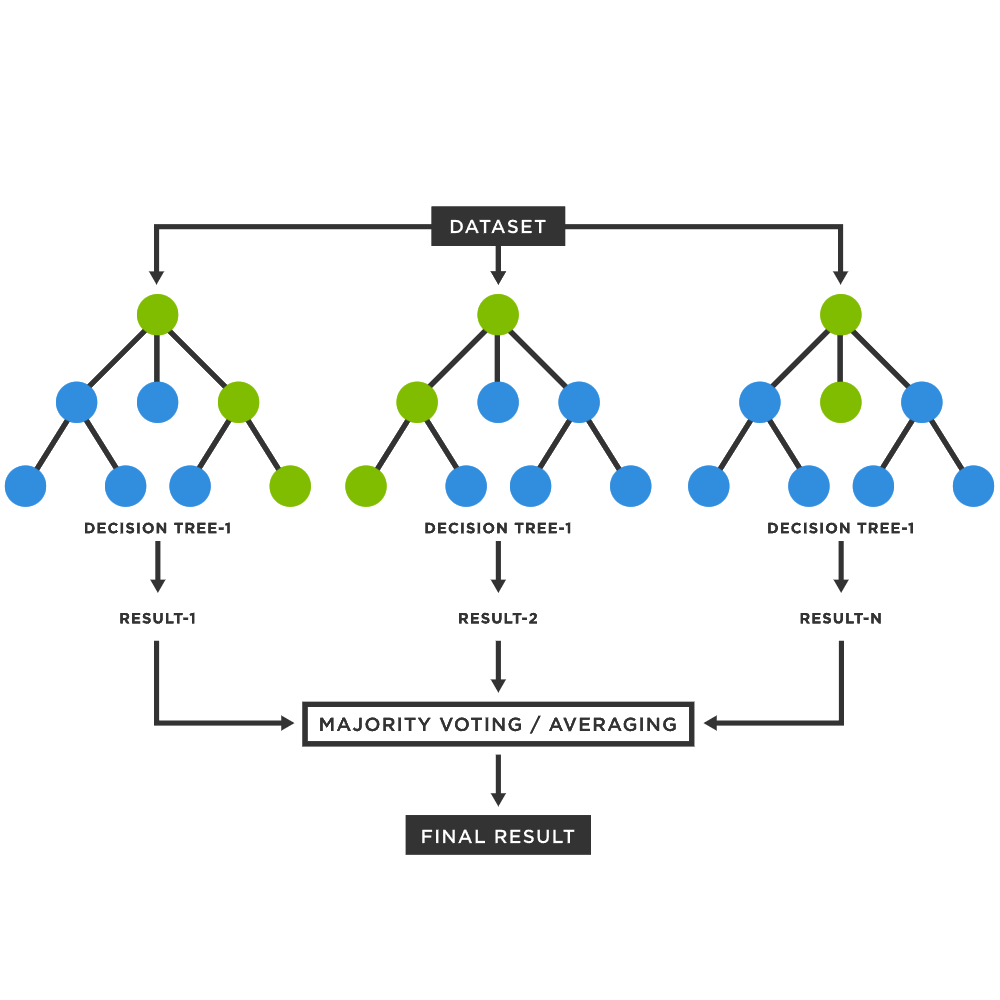 DATASET
DECISION TREE-1
DECISION TREE-1
DECISION TREE-1
RESULT-1
RESULT-2
RESULT-N
MAJORITY VOTING / AVERAGING
FINAL RESULT